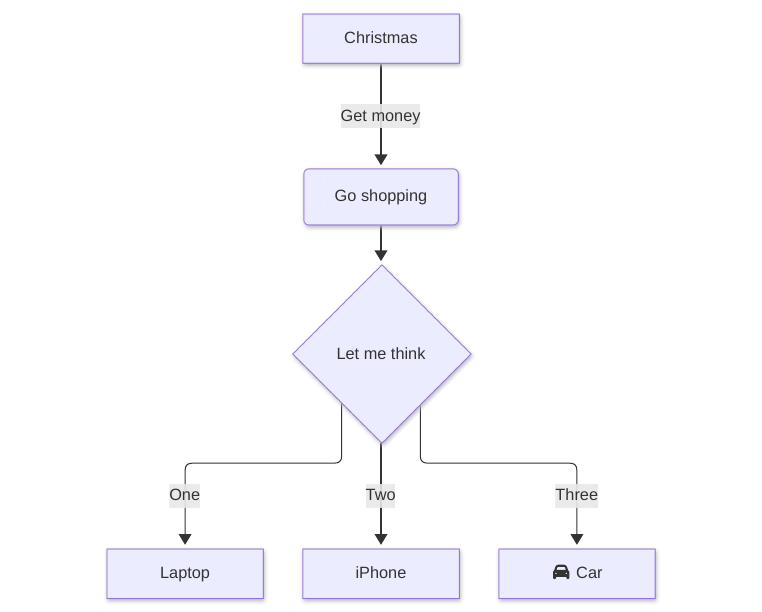 Christmas
Get money
Go shopping
Let me think
One
Two
Three
Laptop
iPhone
Car